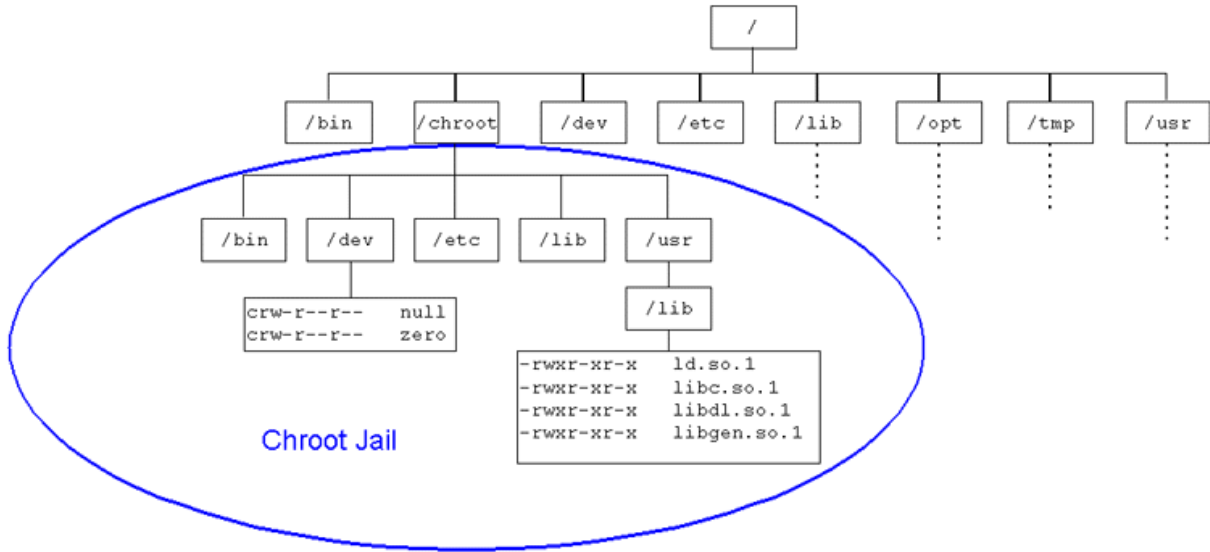 /
/bin /chroot /dev /etc /lib /opt /tmp /usr
/bin /dev /etc /lib /usr
crw-r--r-- null
crw-r--r-- zero
/lib
-rwxr-xr-x ld.so.1
-rwxr-xr-x libc.so.1
-rwxr-xr-x libdl.so.1
-rwxr-xr-x libgen.so.1
Chroot Jail